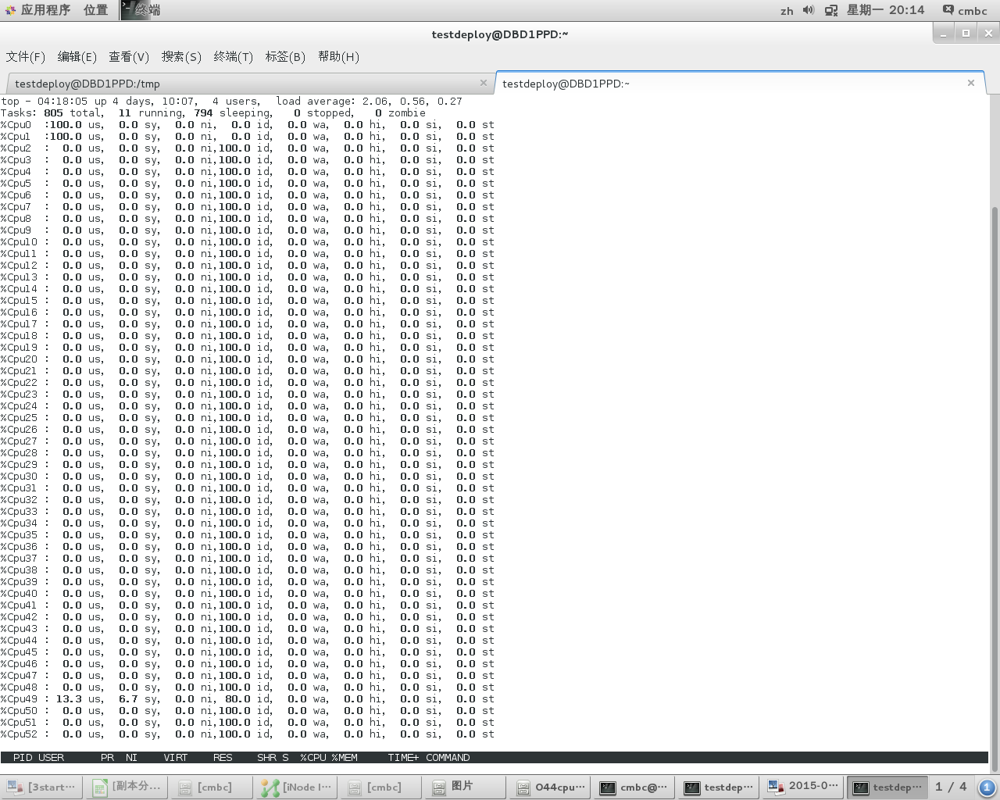 应用程序 位置 终端 zh 星期一 20:14 cmbc
testdeploy@DBD1PPD:~
文件(F) 编辑(E) 查看(V) 搜索(S) 终端(T) 标签(B) 帮助(H)
testdeploy@DBD1PPD:/tmp × testdeploy@DBD1PPD:~ ×
top - 04:18:05 up 4 days, 10:07, 4 users, load average: 2.06, 0.56, 0.27
Tasks: 805 total, 11 running, 794 sleeping, 0 stopped, 0 zombie
%Cpu0 :100.0 us, 0.0 sy, 0.0 ni, 0.0 id, 0.0 wa, 0.0 hi, 0.0 si, 0.0 st
%Cpu1 :100.0 us, 0.0 sy, 0.0 ni, 0.0 id, 0.0 wa, 0.0 hi, 0.0 si, 0.0 st
%Cpu2 : 0.0 us, 0.0 sy, 0.0 ni,100.0 id, 0.0 wa, 0.0 hi, 0.0 si, 0.0 st
%Cpu3 : 0.0 us, 0.0 sy, 0.0 ni,100.0 id, 0.0 wa, 0.0 hi, 0.0 si, 0.0 st
%Cpu4 : 0.0 us, 0.0 sy, 0.0 ni,100.0 id, 0.0 wa, 0.0 hi, 0.0 si, 0.0 st
%Cpu5 : 0.0 us, 0.0 sy, 0.0 ni,100.0 id, 0.0 wa, 0.0 hi, 0.0 si, 0.0 st
%Cpu6 : 0.0 us, 0.0 sy, 0.0 ni,100.0 id, 0.0 wa, 0.0 hi, 0.0 si, 0.0 st
%Cpu7 : 0.0 us, 0.0 sy, 0.0 ni,100.0 id, 0.0 wa, 0.0 hi, 0.0 si, 0.0 st
%Cpu8 : 0.0 us, 0.0 sy, 0.0 ni,100.0 id, 0.0 wa, 0.0 hi, 0.0 si, 0.0 st
%Cpu9 : 0.0 us, 0.0 sy, 0.0 ni,100.0 id, 0.0 wa, 0.0 hi, 0.0 si, 0.0 st
%Cpu10 : 0.0 us, 0.0 sy, 0.0 ni,100.0 id, 0.0 wa, 0.0 hi, 0.0 si, 0.0 st
%Cpu11 : 0.0 us, 0.0 sy, 0.0 ni,100.0 id, 0.0 wa, 0.0 hi, 0.0 si, 0.0 st
%Cpu12 : 0.0 us, 0.0 sy, 0.0 ni,100.0 id, 0.0 wa, 0.0 hi, 0.0 si, 0.0 st
%Cpu13 : 0.0 us, 0.0 sy, 0.0 ni,100.0 id, 0.0 wa, 0.0 hi, 0.0 si, 0.0 st
%Cpu14 : 0.0 us, 0.0 sy, 0.0 ni,100.0 id, 0.0 wa, 0.0 hi, 0.0 si, 0.0 st
%Cpu15 : 0.0 us, 0.0 sy, 0.0 ni,100.0 id, 0.0 wa, 0.0 hi, 0.0 si, 0.0 st
%Cpu16 : 0.0 us, 0.0 sy, 0.0 ni,100.0 id, 0.0 wa, 0.0 hi, 0.0 si, 0.0 st
%Cpu17 : 0.0 us, 0.0 sy, 0.0 ni,100.0 id, 0.0 wa, 0.0 hi, 0.0 si, 0.0 st
%Cpu18 : 0.0 us, 0.0 sy, 0.0 ni,100.0 id, 0.0 wa, 0.0 hi, 0.0 si, 0.0 st
%Cpu19 : 0.0 us, 0.0 sy, 0.0 ni,100.0 id, 0.0 wa, 0.0 hi, 0.0 si, 0.0 st
%Cpu20 : 0.0 us, 0.0 sy, 0.0 ni,100.0 id, 0.0 wa, 0.0 hi, 0.0 si, 0.0 st
%Cpu21 : 0.0 us, 0.0 sy, 0.0 ni,100.0 id, 0.0 wa, 0.0 hi, 0.0 si, 0.0 st
%Cpu22 : 0.0 us, 0.0 sy, 0.0 ni,100.0 id, 0.0 wa, 0.0 hi, 0.0 si, 0.0 st
%Cpu23 : 0.0 us, 0.0 sy, 0.0 ni,100.0 id, 0.0 wa, 0.0 hi, 0.0 si, 0.0 st
%Cpu24 : 0.0 us, 0.0 sy, 0.0 ni,100.0 id, 0.0 wa, 0.0 hi, 0.0 si, 0.0 st
%Cpu25 : 0.0 us, 0.0 sy, 0.0 ni,100.0 id, 0.0 wa, 0.0 hi, 0.0 si, 0.0 st
%Cpu26 : 0.0 us, 0.0 sy, 0.0 ni,100.0 id, 0.0 wa, 0.0 hi, 0.0 si, 0.0 st
%Cpu27 : 0.0 us, 0.0 sy, 0.0 ni,100.0 id, 0.0 wa, 0.0 hi, 0.0 si, 0.0 st
%Cpu28 : 0.0 us, 0.0 sy, 0.0 ni,100.0 id, 0.0 wa, 0.0 hi, 0.0 si, 0.0 st
%Cpu29 : 0.0 us, 0.0 sy, 0.0 ni,100.0 id, 0.0 wa, 0.0 hi, 0.0 si, 0.0 st
%Cpu30 : 0.0 us, 0.0 sy, 0.0 ni,100.0 id, 0.0 wa, 0.0 hi, 0.0 si, 0.0 st
%Cpu31 : 0.0 us, 0.0 sy, 0.0 ni,100.0 id, 0.0 wa, 0.0 hi, 0.0 si, 0.0 st
%Cpu32 : 0.0 us, 0.0 sy, 0.0 ni,100.0 id, 0.0 wa, 0.0 hi, 0.0 si, 0.0 st
%Cpu33 : 0.0 us, 0.0 sy, 0.0 ni,100.0 id, 0.0 wa, 0.0 hi, 0.0 si, 0.0 st
%Cpu34 : 0.0 us, 0.0 sy, 0.0 ni,100.0 id, 0.0 wa, 0.0 hi, 0.0 si, 0.0 st
%Cpu35 : 0.0 us, 0.0 sy, 0.0 ni,100.0 id, 0.0 wa, 0.0 hi, 0.0 si, 0.0 st
%Cpu36 : 0.0 us, 0.0 sy, 0.0 ni,100.0 id, 0.0 wa, 0.0 hi, 0.0 si, 0.0 st
%Cpu37 : 0.0 us, 0.0 sy, 0.0 ni,100.0 id, 0.0 wa, 0.0 hi, 0.0 si, 0.0 st
%Cpu38 : 0.0 us, 0.0 sy, 0.0 ni,100.0 id, 0.0 wa, 0.0 hi, 0.0 si, 0.0 st
%Cpu39 : 0.0 us, 0.0 sy, 0.0 ni,100.0 id, 0.0 wa, 0.0 hi, 0.0 si, 0.0 st
%Cpu40 : 0.0 us, 0.0 sy, 0.0 ni,100.0 id, 0.0 wa, 0.0 hi, 0.0 si, 0.0 st
%Cpu41 : 0.0 us, 0.0 sy, 0.0 ni,100.0 id, 0.0 wa, 0.0 hi, 0.0 si, 0.0 st
%Cpu42 : 0.0 us, 0.0 sy, 0.0 ni,100.0 id, 0.0 wa, 0.0 hi, 0.0 si, 0.0 st
%Cpu43 : 0.0 us, 0.0 sy, 0.0 ni,100.0 id, 0.0 wa, 0.0 hi, 0.0 si, 0.0 st
%Cpu44 : 0.0 us, 0.0 sy, 0.0 ni,100.0 id, 0.0 wa, 0.0 hi, 0.0 si, 0.0 st
%Cpu45 : 0.0 us, 0.0 sy, 0.0 ni,100.0 id, 0.0 wa, 0.0 hi, 0.0 si, 0.0 st
%Cpu46 : 0.0 us, 0.0 sy, 0.0 ni,100.0 id, 0.0 wa, 0.0 hi, 0.0 si, 0.0 st
%Cpu47 : 0.0 us, 0.0 sy, 0.0 ni,100.0 id, 0.0 wa, 0.0 hi, 0.0 si, 0.0 st
%Cpu48 : 0.0 us, 0.0 sy, 0.0 ni,100.0 id, 0.0 wa, 0.0 hi, 0.0 si, 0.0 st
%Cpu49 : 13.3 us, 6.7 sy, 0.0 ni, 80.0 id, 0.0 wa, 0.0 hi, 0.0 si, 0.0 st
%Cpu50 : 0.0 us, 0.0 sy, 0.0 ni,100.0 id, 0.0 wa, 0.0 hi, 0.0 si, 0.0 st
%Cpu51 : 0.0 us, 0.0 sy, 0.0 ni,100.0 id, 0.0 wa, 0.0 hi, 0.0 si, 0.0 st
%Cpu52 : 0.0 us, 0.0 sy, 0.0 ni,100.0 id, 0.0 wa, 0.0 hi, 0.0 si, 0.0 st
PID USER PR NI VIRT RES SHR S %CPU %MEM TIME+ COMMAND
[3start… [副本分… [cmbc] [iNode I… [cmbc] 图片 044cpu… cmbc@… testdep… 2015-0… testdep… 1 / 4 1